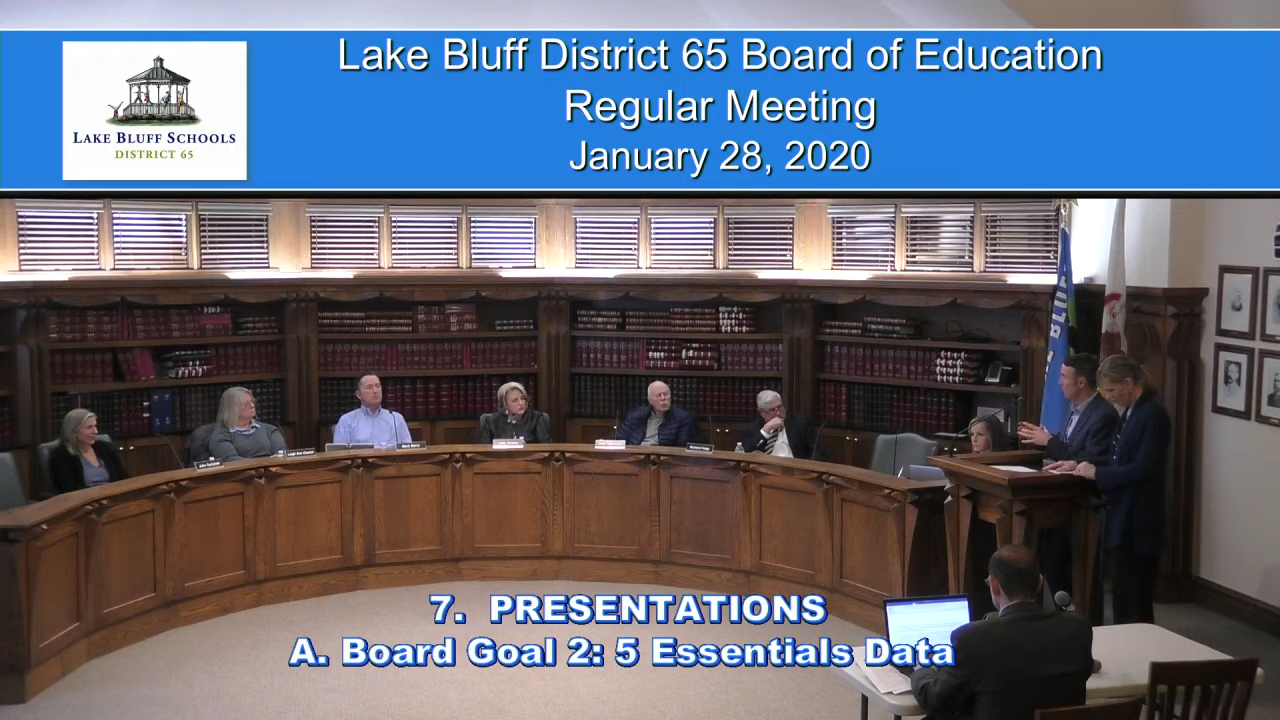 Lake Bluff District 65 Board of Education
Regular Meeting
January 28, 2020
LAKE BLUFF SCHOOLS
DISTRICT 65
BLUFF
7. PRESENTATIONS
A. Board Goal 2: 5 Essentials Data